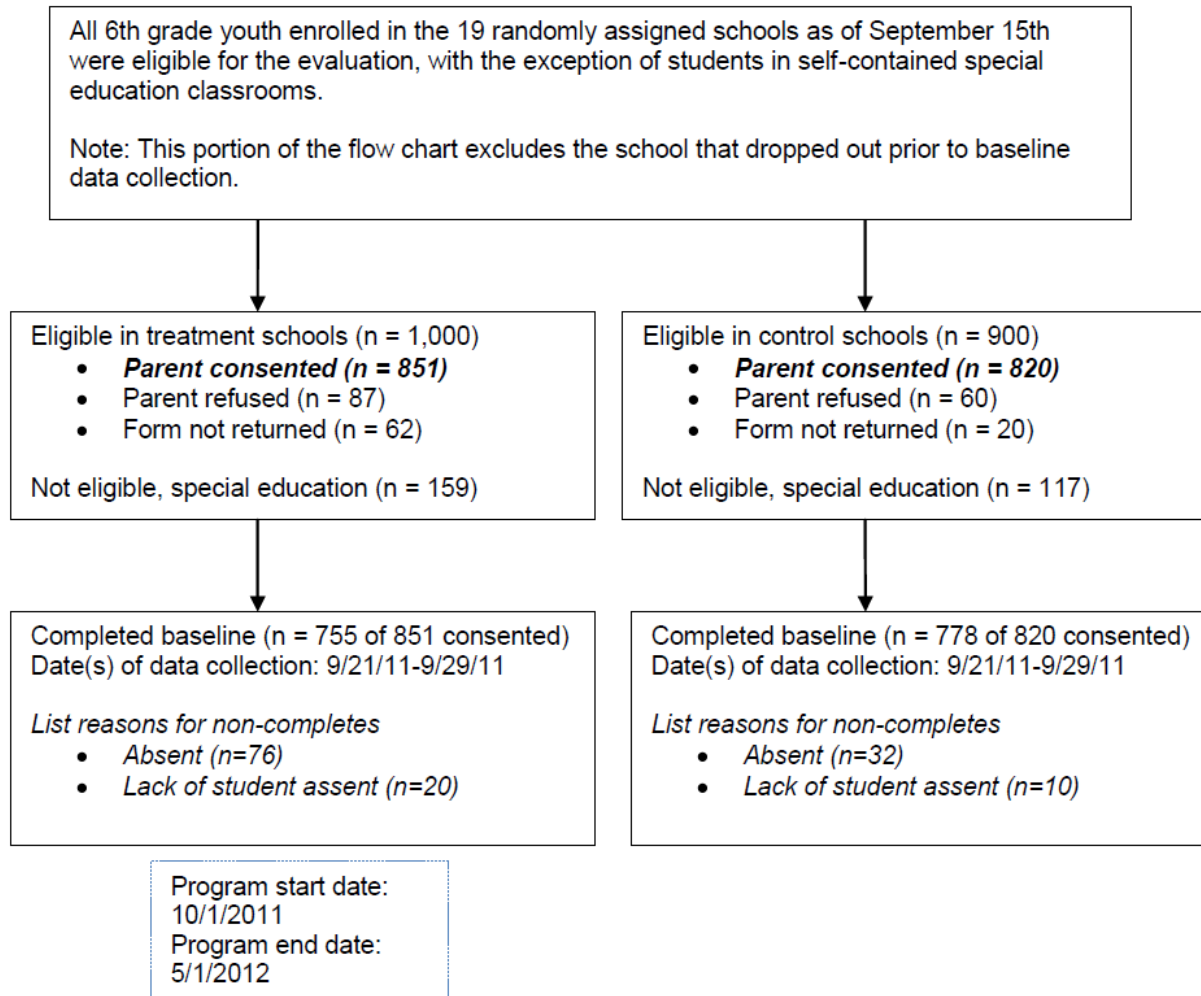 All 6th grade youth enrolled in the 19 randomly assigned schools as of September 15th
were eligible for the evaluation, with the exception of students in self-contained special
education classrooms.
Note: This portion of the flow chart excludes the school that dropped out prior to baseline
data collection.
Eligible in treatment schools (n = 1,000)
• Parent consented (n = 851)
• Parent refused (n = 87)
• Form not returned (n = 62)
Not eligible, special education (n = 159)
Eligible in control schools (n = 900)
• Parent consented (n = 820)
• Parent refused (n = 60)
• Form not returned (n = 20)
Not eligible, special education (n = 117)
Completed baseline (n = 755 of 851 consented)
Date(s) of data collection: 9/21/11-9/29/11
List reasons for non-completes
• Absent (n=76)
• Lack of student assent (n=20)
Completed baseline (n = 778 of 820 consented)
Date(s) of data collection: 9/21/11-9/29/11
List reasons for non-completes
• Absent (n=32)
• Lack of student assent (n=10)
Program start date:
10/1/2011
Program end date:
5/1/2012